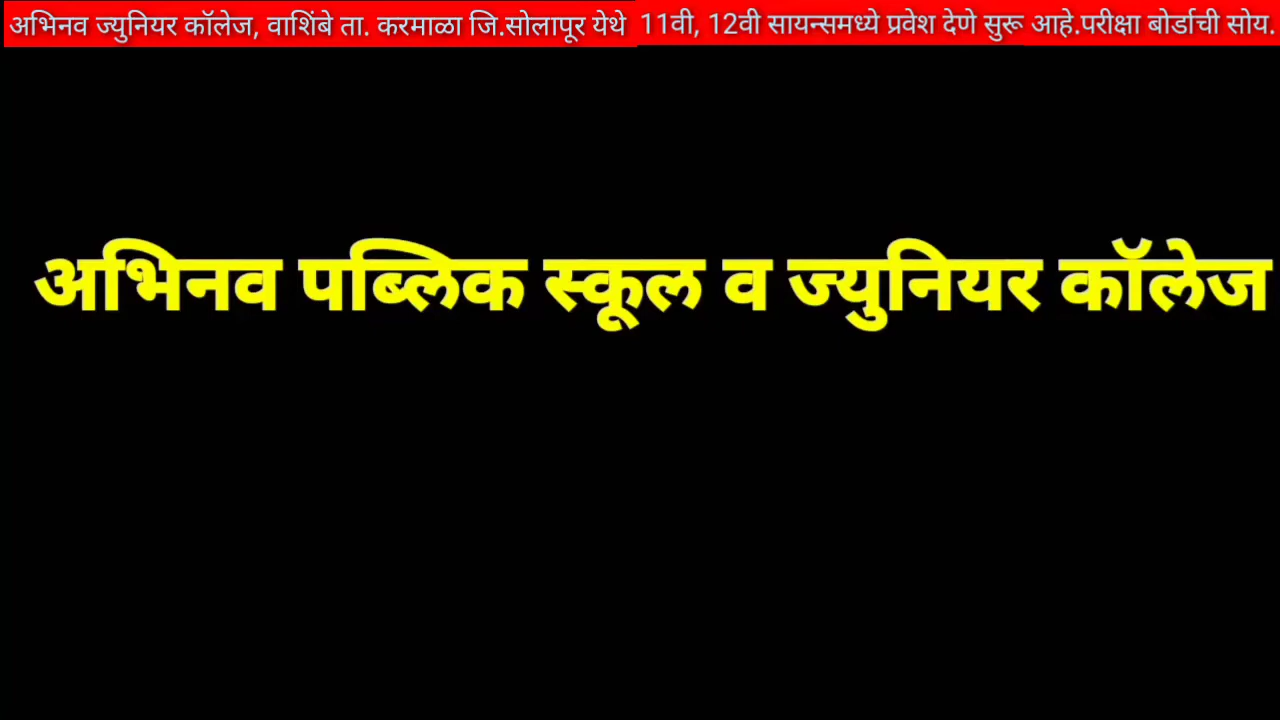 अभिनव ज्युनियर कॉलेज, वाशिंबे ता. करमाळा जि.सोलापूर येथे 11वी, 12वी सायन्समध्ये प्रवेश देणे सुरू आहे.परीक्षा बोर्डाची सोय.
अभिनव पब्लिक स्कूल व ज्युनियर कॉलेज